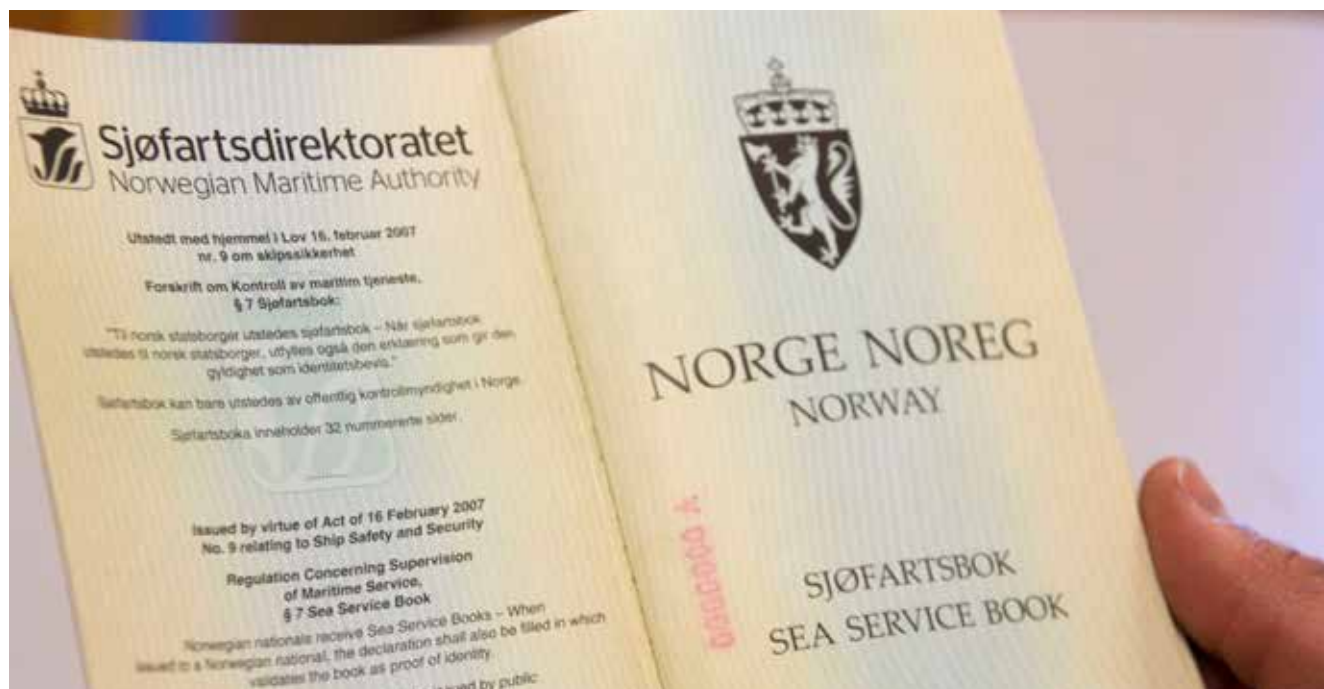 Sjøfartsdirektoratet
Norwegian Maritime Authority
Utstedt med hjemmel i Lov 16. februar 2007
nr. 9 om skipssikkerhet
Forskrift om Kontroll av maritim tjeneste,
§ 7 Sjøfartsbok:
"Til norsk statsborger utstedes sjøfartsbok – Når sjøfartsbok
utstedes til norsk statsborger, utfylles også den erklæring som gir den
gyldighet som identitetsbevis."
Sjøfartsbok kan bare utstedes av offentlig kontrollmyndighet i Norge.
Sjøfartsboka inneholder 32 nummererte sider.
Issued by virtue of Act of 16 February 2007
No. 9 relating to Ship Safety and Security
Regulation Concerning Supervision
of Maritime Service,
§ 7 Sea Service Book
Norwegian nationals receive Sea Service Books – When
issued to a Norwegian national, the declaration shall also be filled in which
validates the book as proof of identity.
issued by public
NORGE NOREG
NORWAY
0000000 A
SJØFARTSBOK
SEA SERVICE BOOK